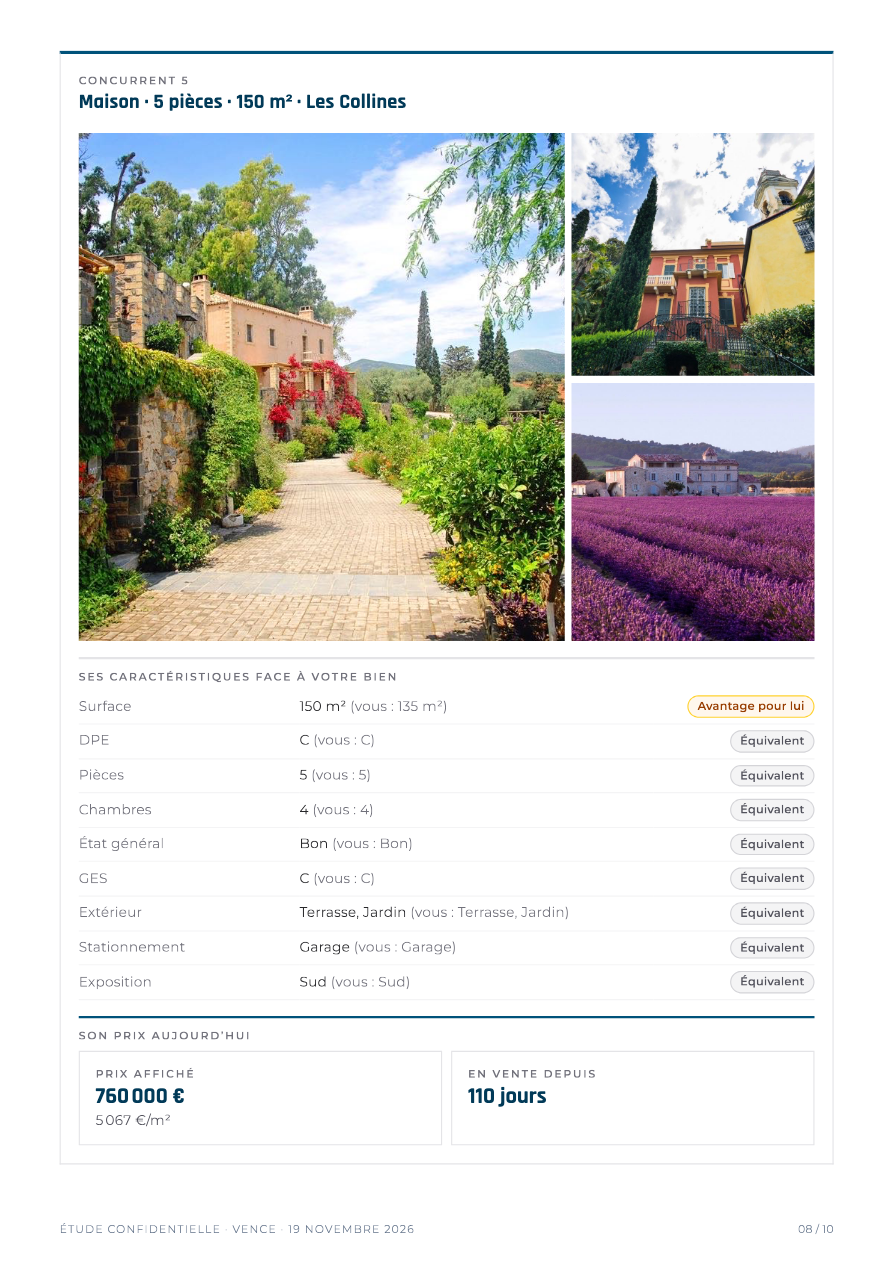 CONCURRENT 5
Maison · 5 pièces · 150 m² · Les Collines
SES CARACTÉRISTIQUES FACE À VOTRE BIEN
Surface 150 m² (vous : 135 m²) Avantage pour lui
DPE C (vous : C) Équivalent
Pièces 5 (vous : 5) Équivalent
Chambres 4 (vous : 4) Équivalent
État général Bon (vous : Bon) Équivalent
GES C (vous : C) Équivalent
Extérieur Terrasse, Jardin (vous : Terrasse, Jardin) Équivalent
Stationnement Garage (vous : Garage) Équivalent
Exposition Sud (vous : Sud) Équivalent
SON PRIX AUJOURD'HUI
PRIX AFFICHÉ
760 000 €
5 067 €/m²
EN VENTE DEPUIS
110 jours
ÉTUDE CONFIDENTIELLE · VENCE · 19 NOVEMBRE 2026
08 / 10